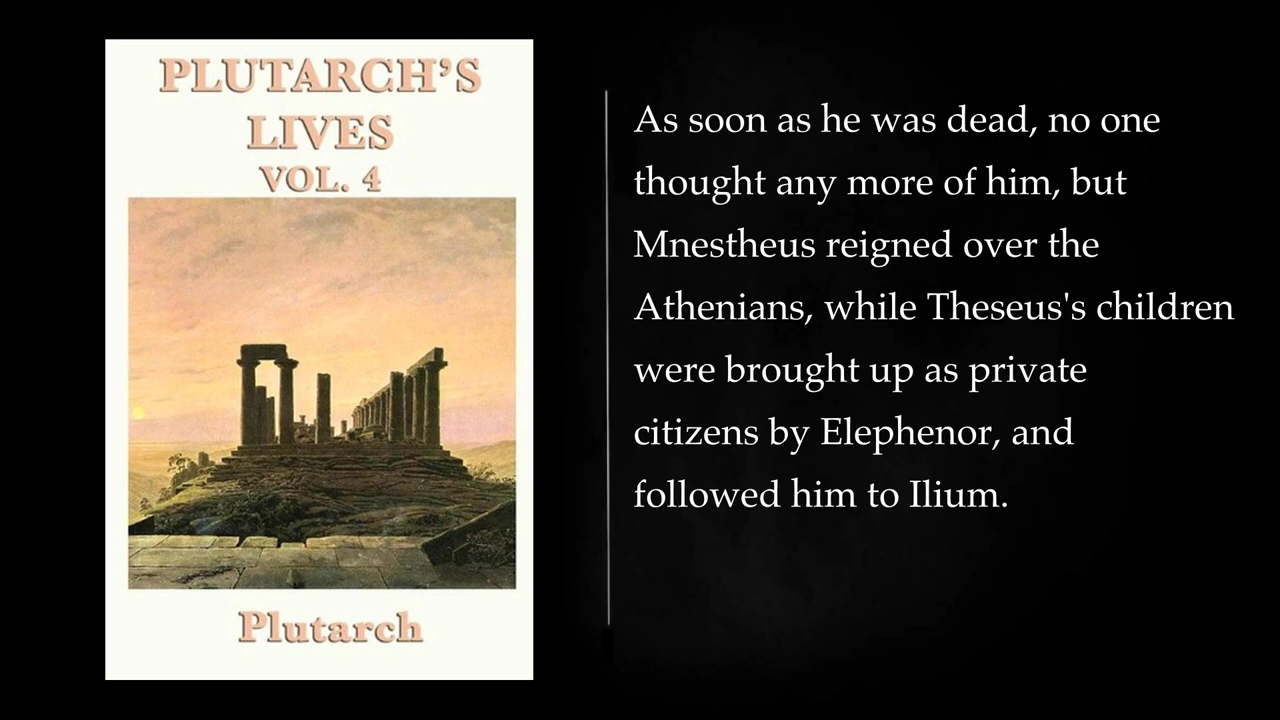 PLUTARCH'S
LIVES
VOL. 4
Plutarch
As soon as he was dead, no one
thought any more of him, but
Mnestheus reigned over the
Athenians, while Theseus's children
were brought up as private
citizens by Elephenor, and
followed him to Ilium.